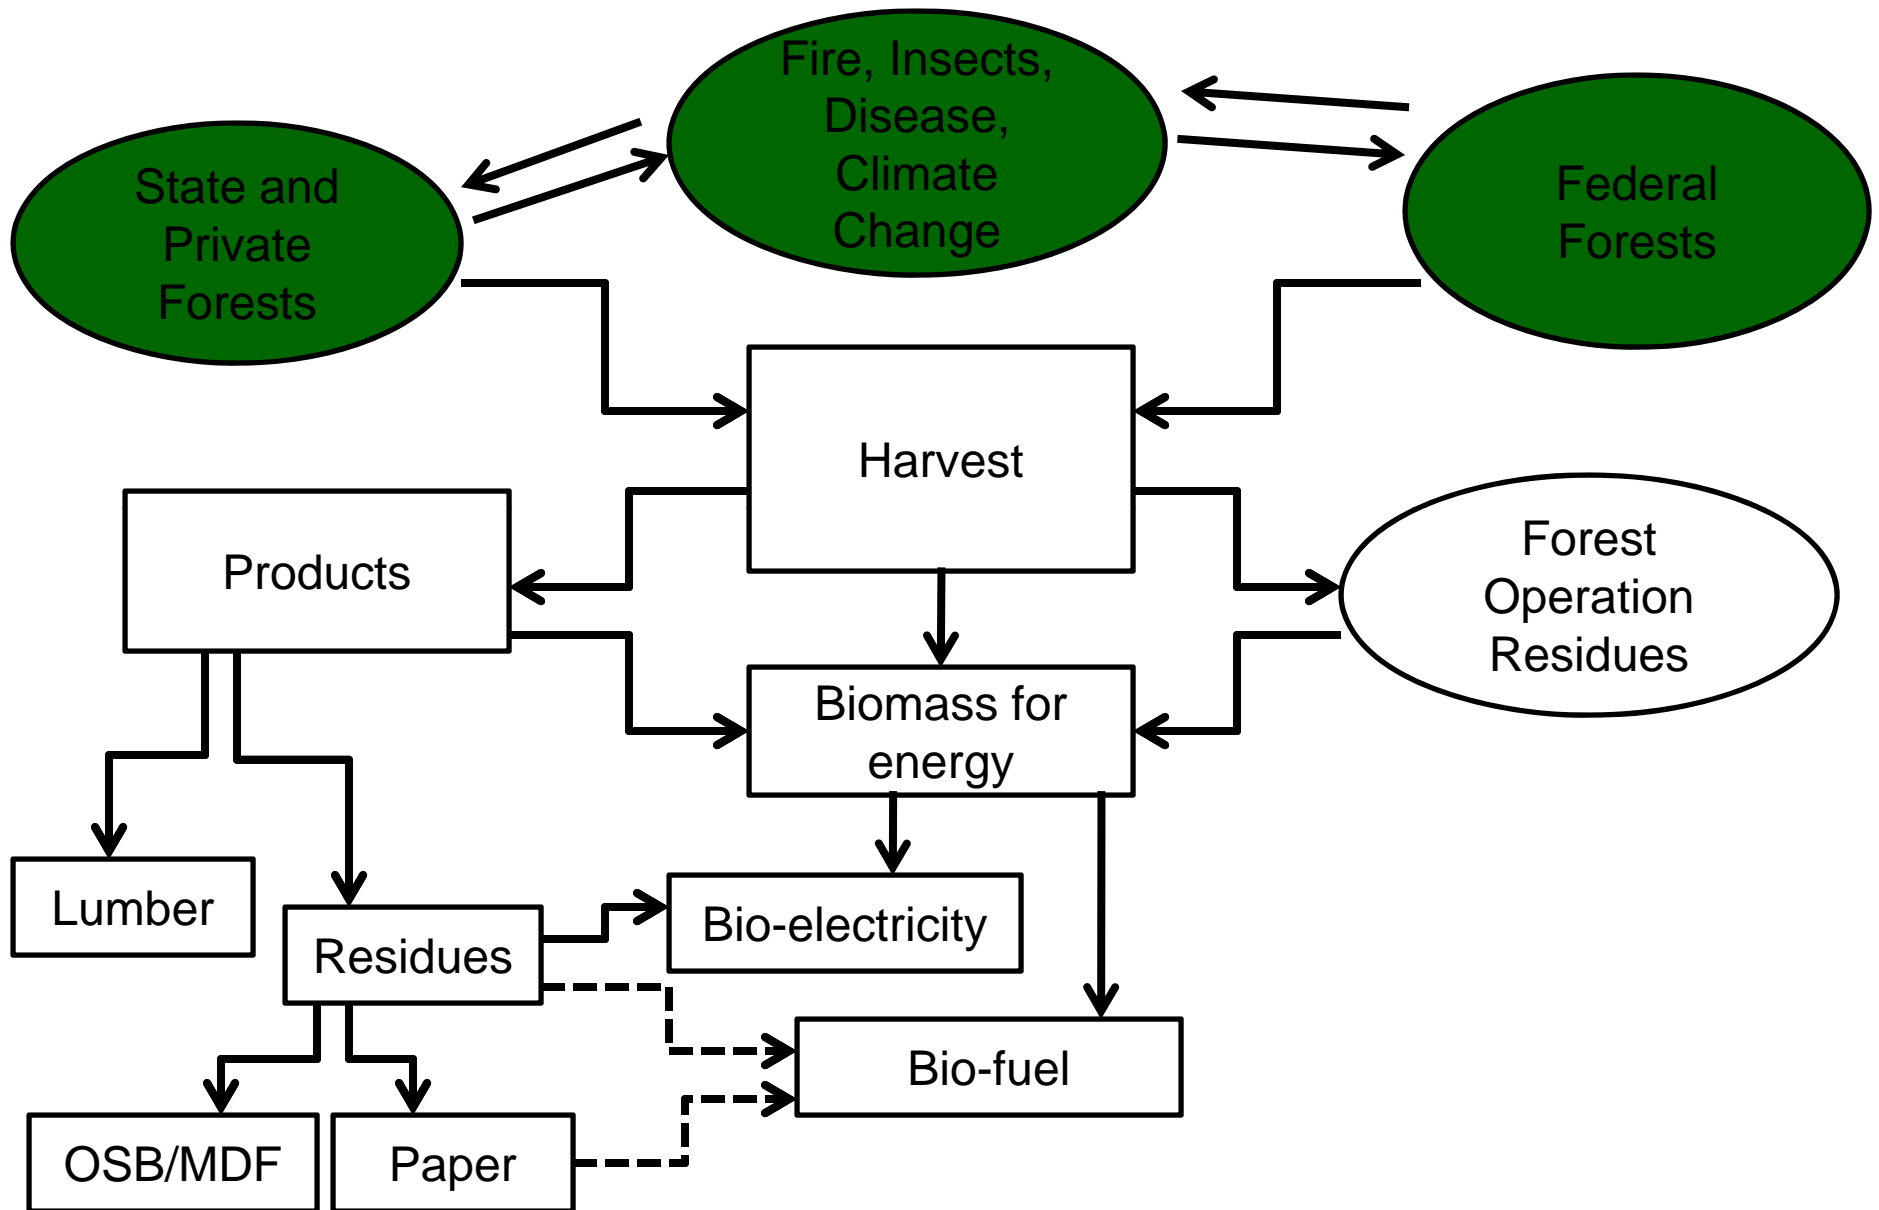 Fire, Insects,
Disease,
Climate
Change
State and
Private
Forests
Federal
Forests
Harvest
Products
Forest
Operation
Residues
Biomass for
energy
Lumber
Residues
Bio-electricity
Bio-fuel
OSB/MDF
Paper